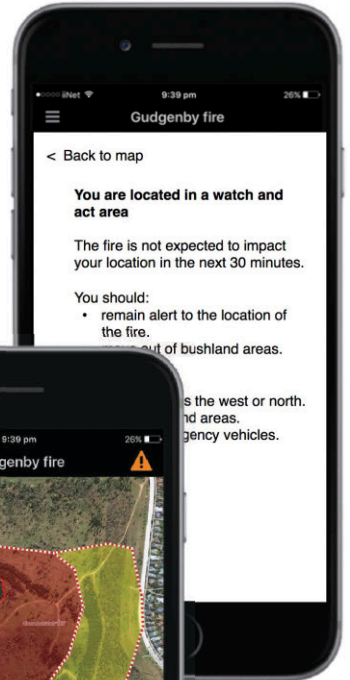 iiNet 9:39 pm 26%
Gudgenby fire
< Back to map
You are located in a watch and
act area
The fire is not expected to impact
your location in the next 30 minutes.
You should:
• remain alert to the location of
the fire.
out of bushland areas.
s the west or north.
nd areas.
gency vehicles.
9:39 pm 26%
genby fire